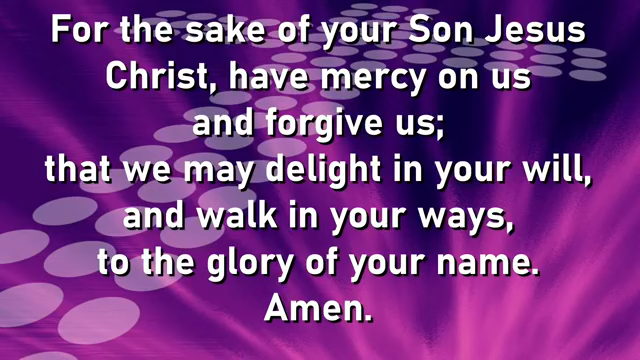 For the sake of your Son Jesus
Christ, have mercy on us
and forgive us;
that we may delight in your will,
and walk in your ways,
to the glory of your name.
Amen.